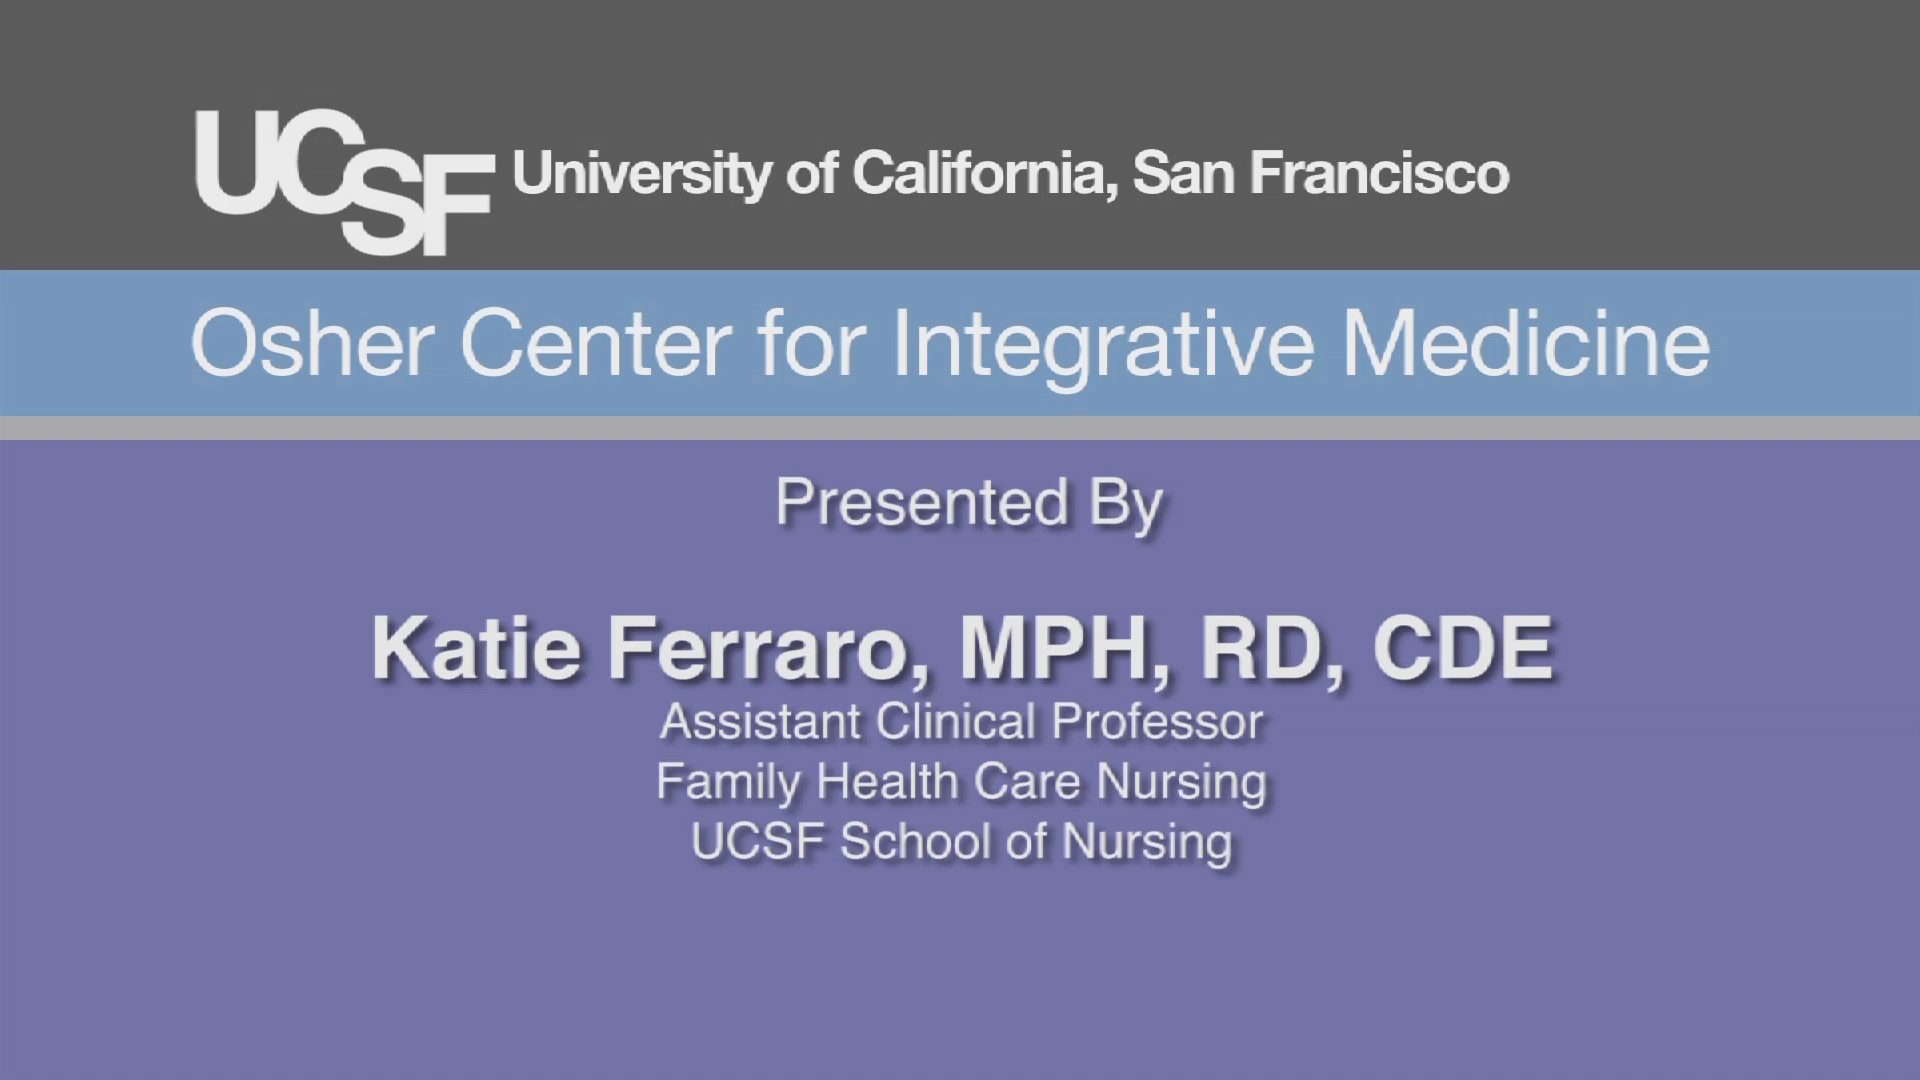 UCSF University of California, San Francisco
Osher Center for Integrative Medicine
Presented By
Katie Ferraro, MPH, RD, CDE
Assistant Clinical Professor
Family Health Care Nursing
UCSF School of Nursing